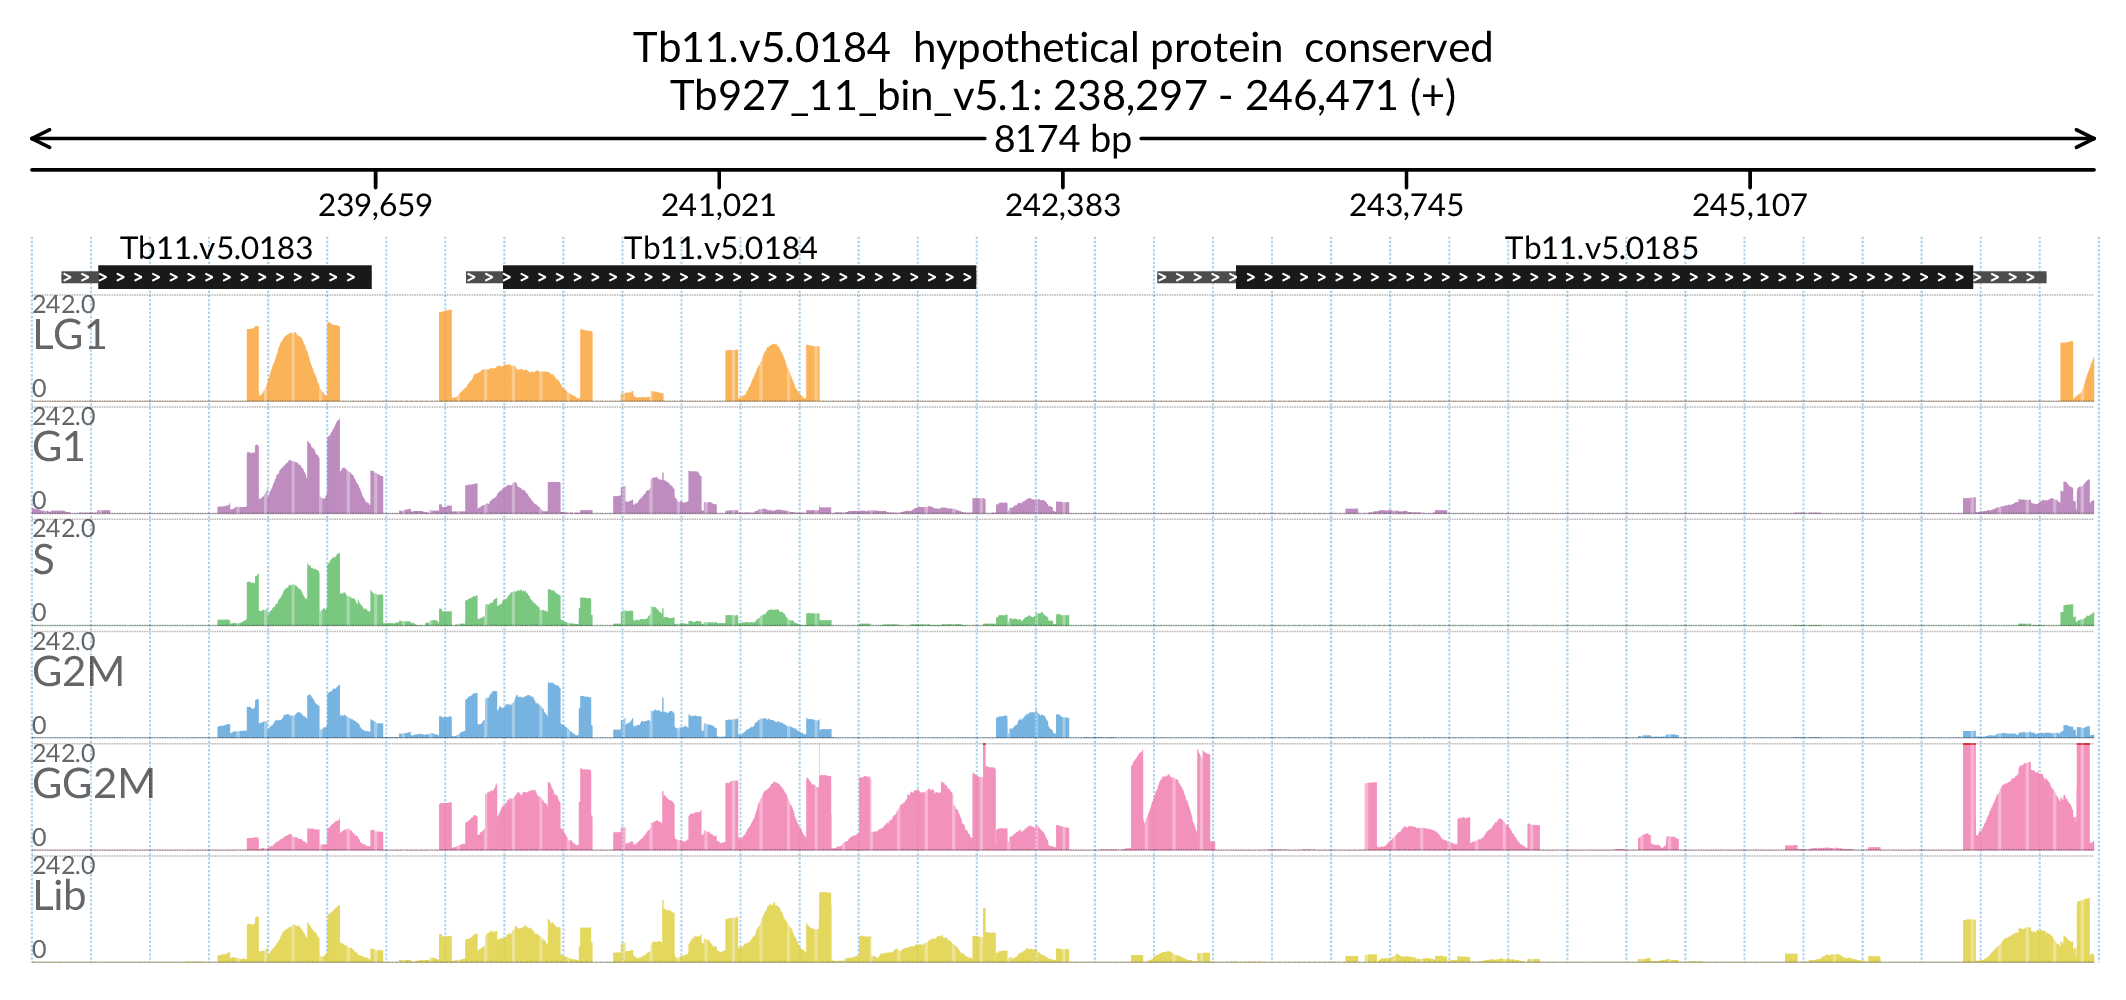 Tb11.v5.0184 hypothetical protein conserved
Tb927_11_bin_v5.1: 238,297 - 246,471 (+)
8174 bp
239,659 241,021 242,383 243,745 245,107
Tb11.v5.0183 Tb11.v5.0184 Tb11.v5.0185
242.0
LG1
0
242.0
G1
0
242.0
S
0
242.0
G2M
0
242.0
GG2M
0
242.0
Lib
0